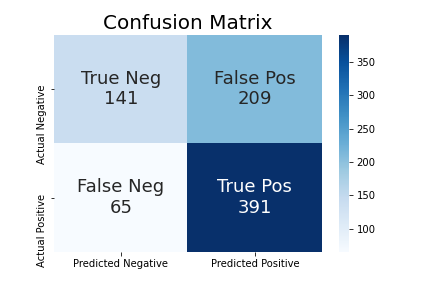 Confusion Matrix
Actual Negative
True Neg
141
False Pos
209
Actual Positive
False Neg
65
True Pos
391
Predicted Negative
Predicted Positive
350
300
250
200
150
100